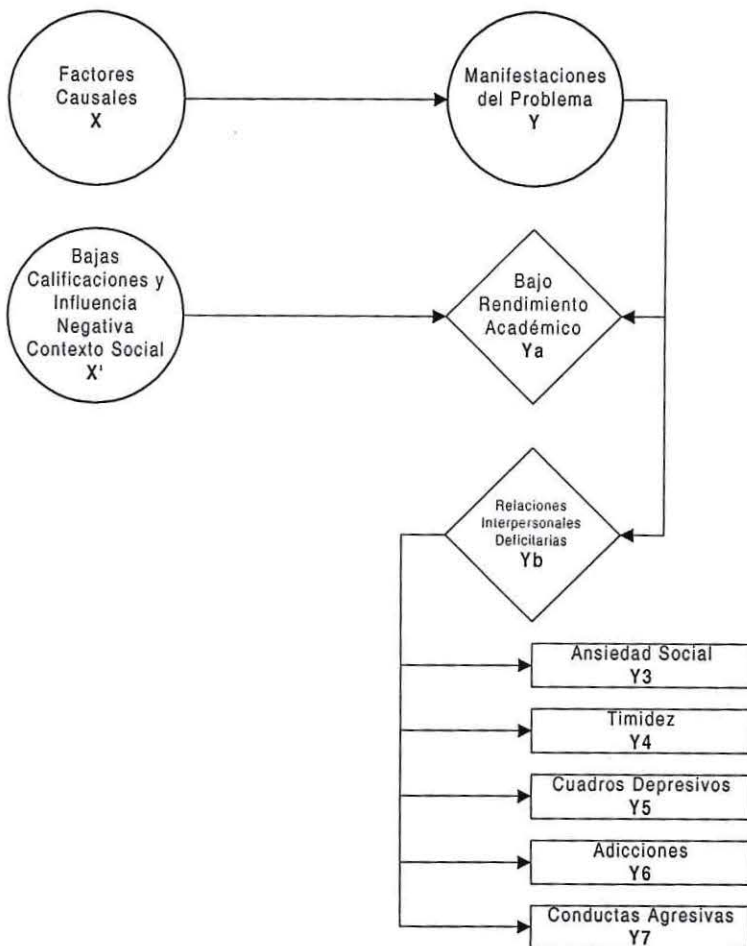 Factores
Causales
X
Manifestaciones
del Problema
Y
Bajas
Calificaciones y
Influencia
Negativa
Contexto Social
X'
Bajo
Rendimiento
Académico
Ya
Relaciones
Interpersonales
Deficitarias
Yb
Ansiedad Social
Y3
Timidez
Y4
Cuadros Depresivos
Y5
Adicciones
Y6
Conductas Agresivas
Y7